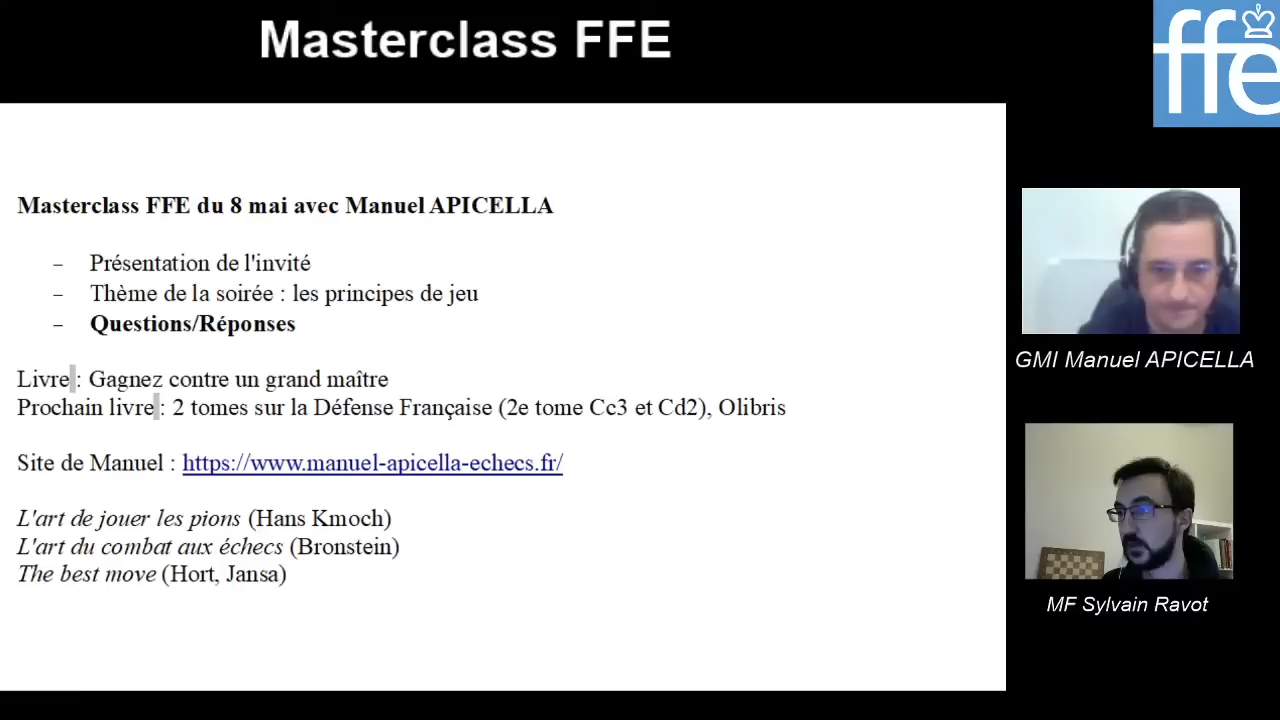 Masterclass FFE
ffe
Masterclass FFE du 8 mai avec Manuel APICELLA
– Présentation de l'invité
– Thème de la soirée : les principes de jeu
– Questions/Réponses
Livre : Gagnez contre un grand maître
Prochain livre : 2 tomes sur la Défense Française (2e tome Cc3 et Cd2), Olibris
Site de Manuel : https://www.manuel-apicella-echecs.fr/
L'art de jouer les pions (Hans Kmoch)
L'art du combat aux échecs (Bronstein)
The best move (Hort, Jansa)
GMI Manuel APICELLA
MF Sylvain Ravot